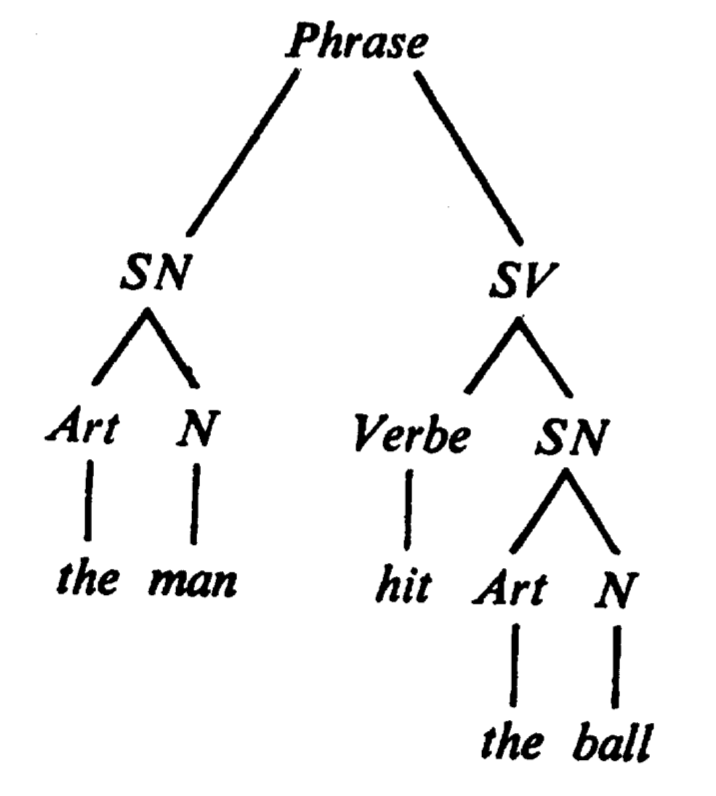 Phrase
SN SV
Art N Verbe SN
the man hit Art N
the ball